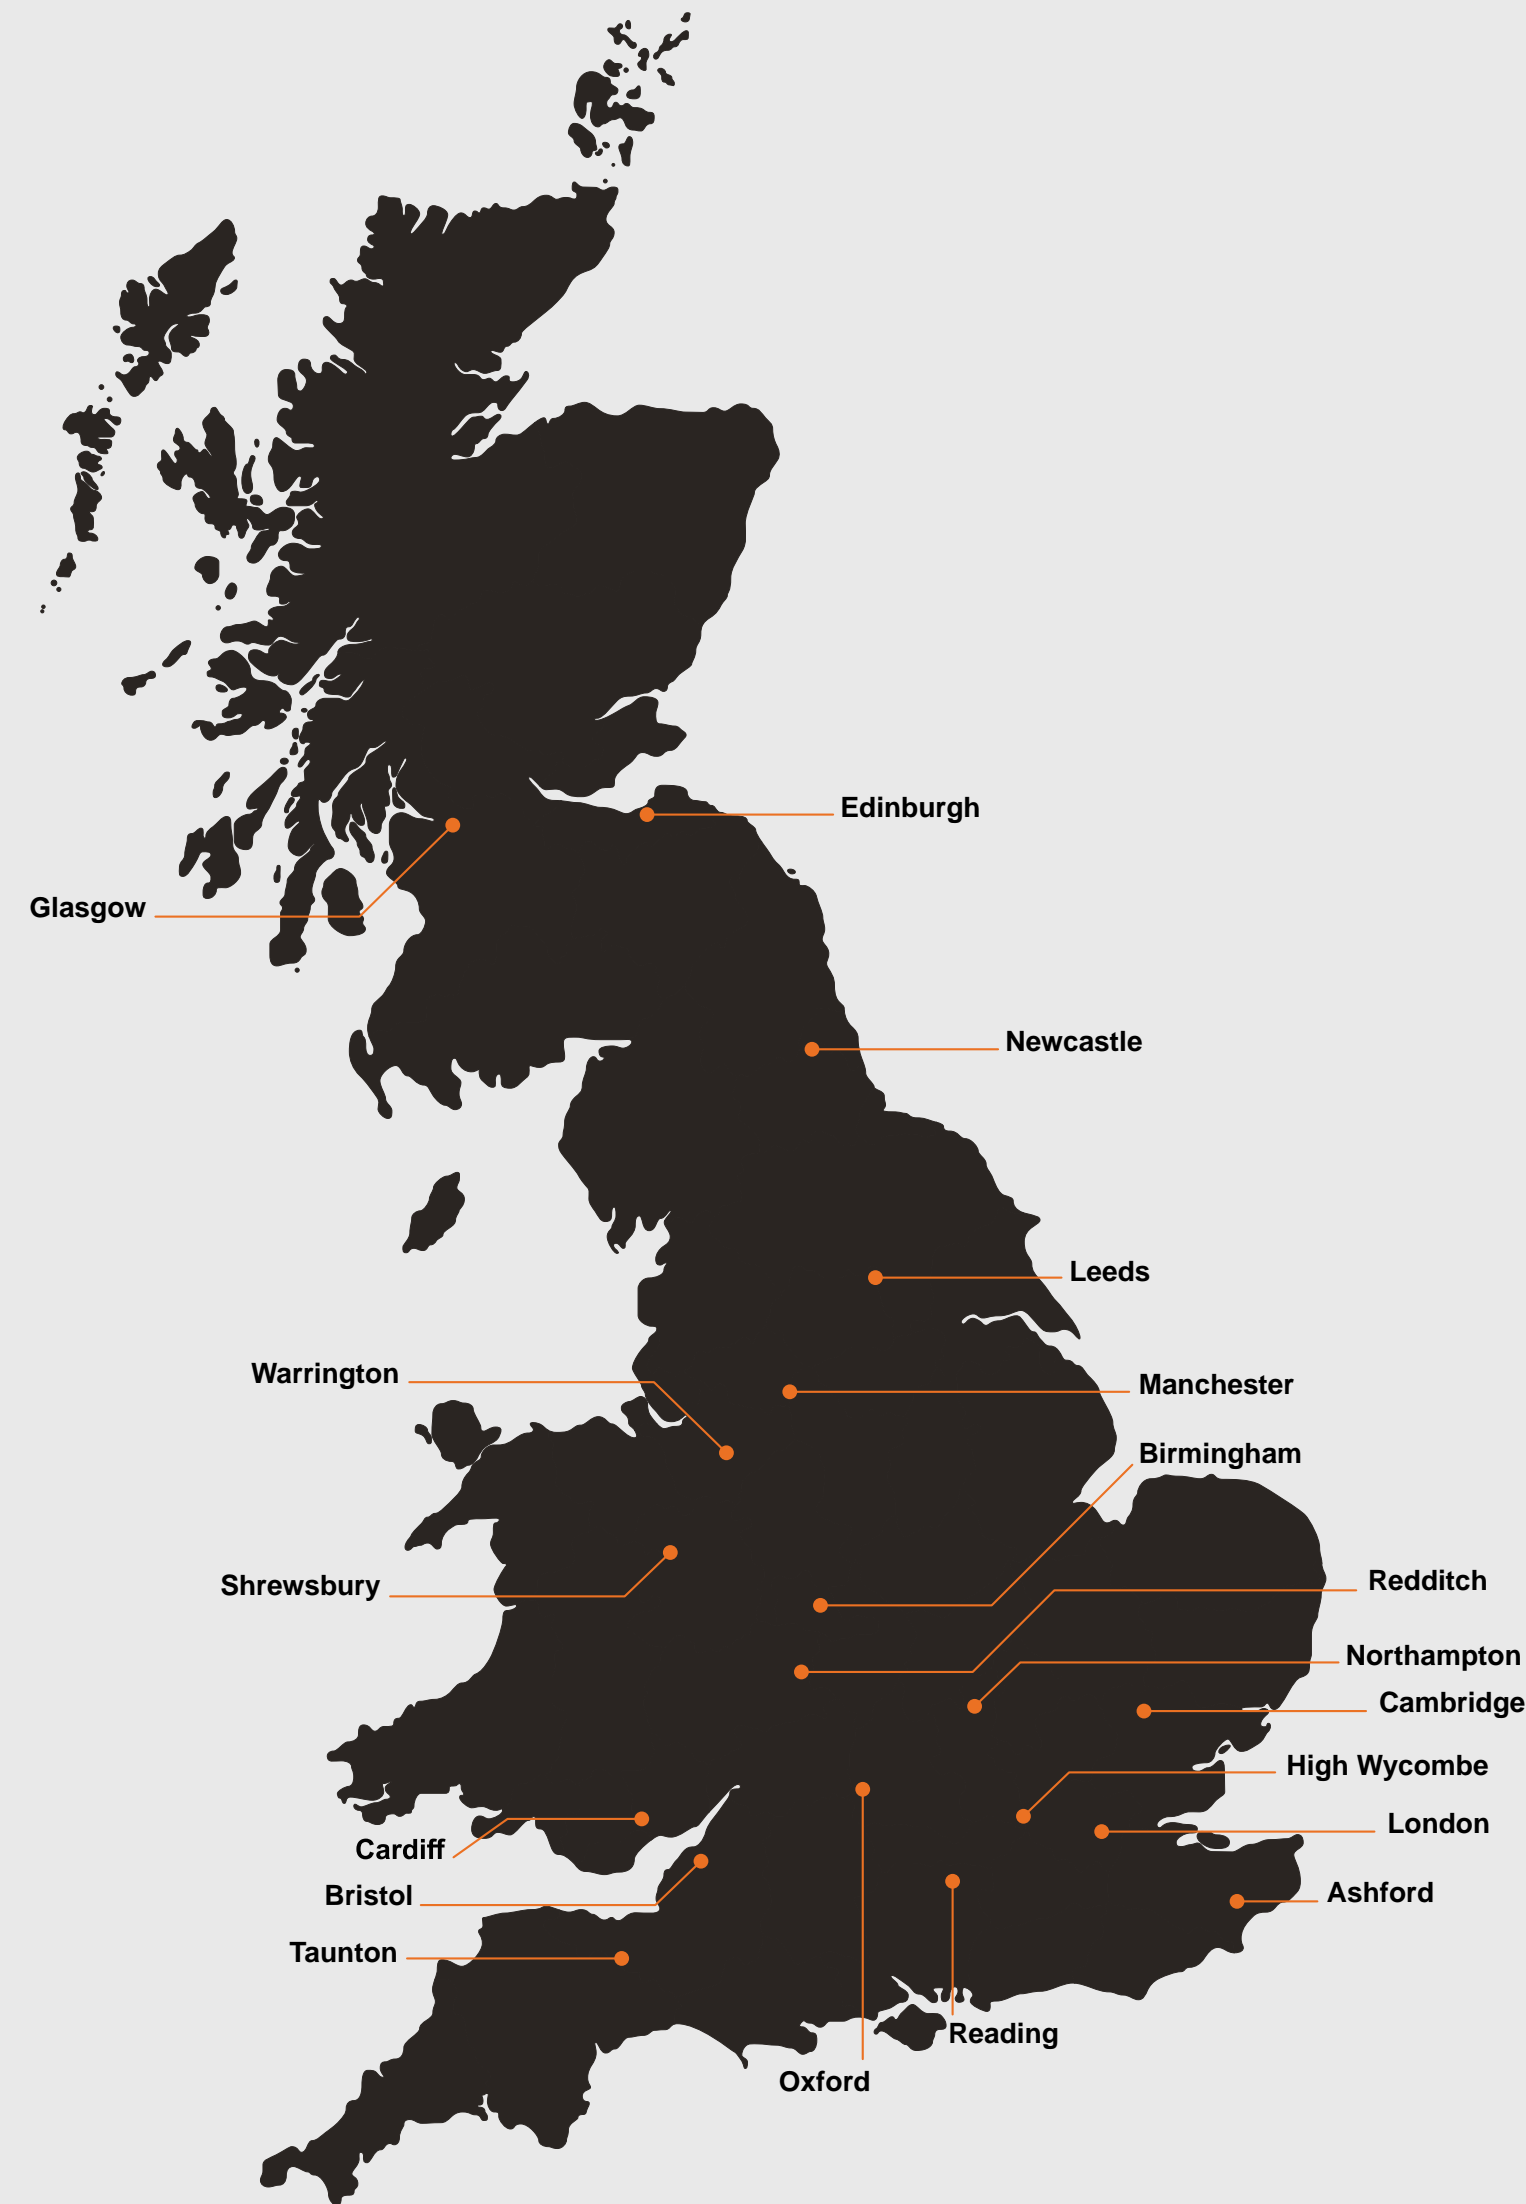 Edinburgh
Glasgow
Newcastle
Leeds
Warrington
Manchester
Birmingham
Redditch
Shrewsbury
Northampton
Cambridge
High Wycombe
London
Cardiff
Ashford
Bristol
Taunton
Reading
Oxford